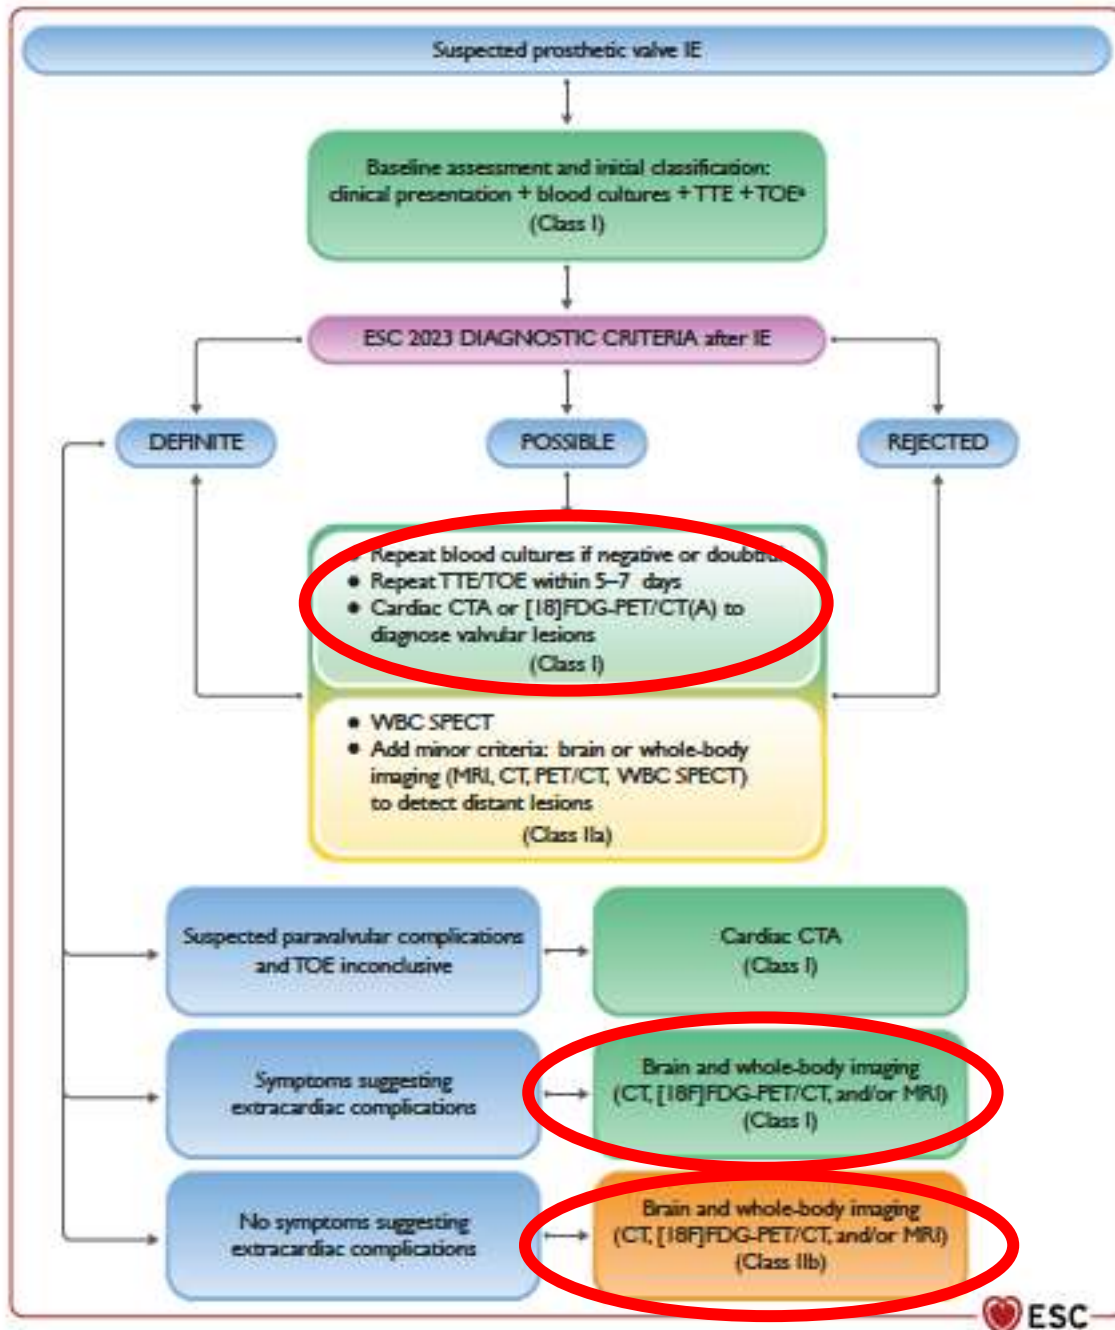 Suspected prosthetic valve IE
Baseline assessment and initial classification:
clinical presentation + blood cultures + TTE + TOEa
(Class I)
ESC 2023 DIAGNOSTIC CRITERIA after IE
DEFINITE
POSSIBLE
REJECTED
• Repeat blood cultures if negative or doubtful
• Repeat TTE/TOE within 5–7 days
• Cardiac CTA or [18]FDG-PET/CT(A) to
diagnose valvular lesions
(Class I)
• WBC SPECT
• Add minor criteria: brain or whole-body
imaging (MRI, CT, PET/CT, WBC SPECT)
to detect distant lesions
(Class IIa)
Suspected paravalvular complications
and TOE inconclusive
Cardiac CTA
(Class I)
Symptoms suggesting
extracardiac complications
Brain and whole-body imaging
(CT, [18F]FDG-PET/CT, and/or MRI)
(Class I)
No symptoms suggesting
extracardiac complications
Brain and whole-body imaging
(CT, [18F]FDG-PET/CT, and/or MRI)
(Class IIb)
ESC